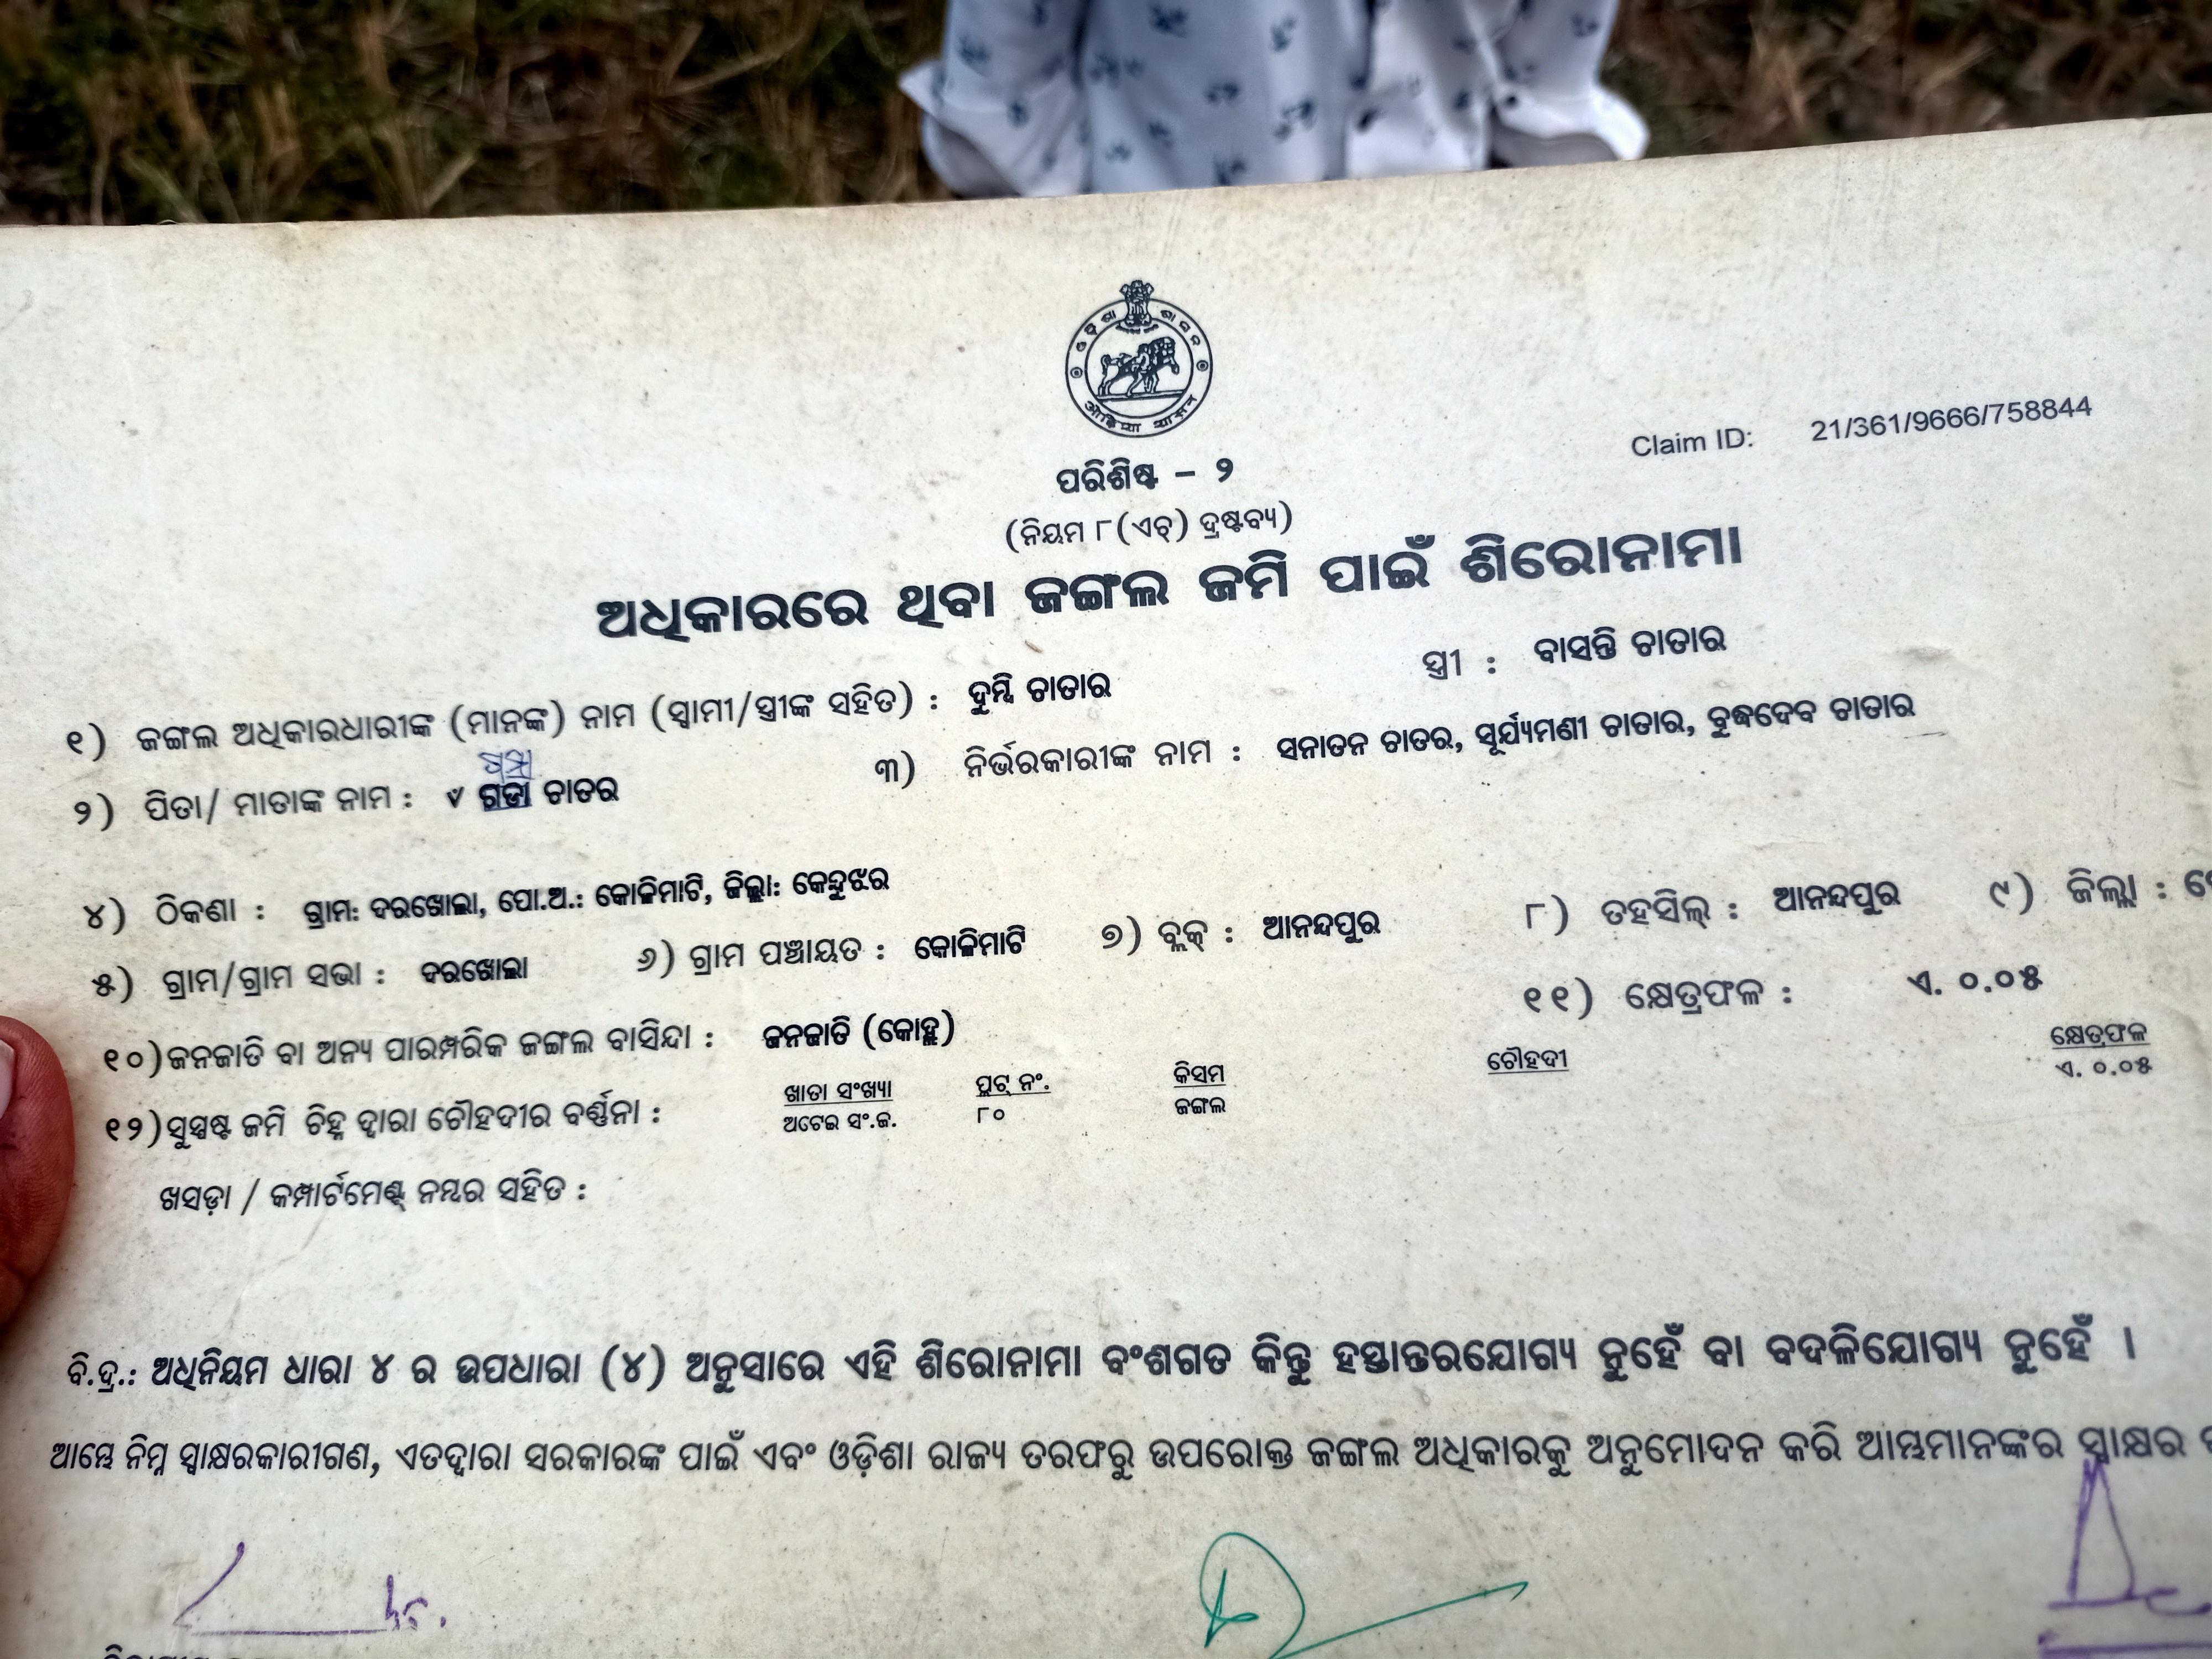 ଓଡ଼ିଶା ଶାସନ
ओड़िशा शासन
Claim ID: 21/361/9666/758844
ପରିଶିଷ୍ଟ – ୨
(ନିୟମ ୮(ଏଚ୍) ଦ୍ରଷ୍ଟବ୍ୟ)
ଅଧିକାରରେ ଥିବା ଜଙ୍ଗଲ ଜମି ପାଇଁ ଶିରୋନାମା
୧) ଜଙ୍ଗଲ ଅଧିକାରଧାରୀଙ୍କ (ମାନଙ୍କ) ନାମ (ସ୍ୱାମୀ/ସ୍ତ୍ରୀଙ୍କ ସହିତ) : ଦୁମ୍ଭି ଚାତାର ସ୍ତ୍ରୀ : ବାସନ୍ତି ଚାତାର
୨) ପିତା/ ମାତାଙ୍କ ନାମ : ଚାତର ୩) ନିର୍ଭରକାରୀଙ୍କ ନାମ : ସନାତନ ଚାତର, ସୂର୍ଯ୍ୟମଣୀ ଚାତାର, ବୁଦ୍ଧଦେବ ଚାତାର
୪) ଠିକଣା : ଗ୍ରାମ: ଦରଖୋଲା, ପୋ.ଅ.: କୋଳିମାଟି, ଜିଲ୍ଲା: କେନ୍ଦୁଝର
୫) ଗ୍ରାମ/ଗ୍ରାମ ସଭା : ଦରଖୋଲା ୬) ଗ୍ରାମ ପଞ୍ଚାୟତ : କୋଳିମାଟି ୭) ବ୍ଲକ୍ : ଆନନ୍ଦପୁର ୮) ତହସିଲ୍ : ଆନନ୍ଦପୁର ୯) ଜିଲ୍ଲା :
୧୦) ଜନଜାତି ବା ଅନ୍ୟ ପାରମ୍ପରିକ ଜଙ୍ଗଲ ବାସିନ୍ଦା : ଜନଜାତି (କୋହ୍ଲ) ୧୧) କ୍ଷେତ୍ରଫଳ : ଏ. ୦.୦୫
୧୨) ସୁସ୍ପଷ୍ଟ ଜମି ଚିହ୍ନ ଦ୍ୱାରା ଚୌହଦୀର ବର୍ଣ୍ଣନା : ଖାତା ସଂଖ୍ୟା ପ୍ଲଟ୍ ନଂ. କିସମ ଚୌହଦୀ କ୍ଷେତ୍ରଫଳ
ଅଟେଇ ସଂ.ଜ. ୮୦ ଜଙ୍ଗଲ ଏ. ୦.୦୫
ଖସଡ଼ା / କମ୍ପାର୍ଟମେଣ୍ଟ୍ ନମ୍ବର ସହିତ :
ବି.ଦ୍ର.: ଅଧିନିୟମ ଧାରା ୪ ର ଉପଧାରା (୪) ଅନୁସାରେ ଏହି ଶିରୋନାମା ବଂଶଗତ କିନ୍ତୁ ହସ୍ତାନ୍ତରଯୋଗ୍ୟ ନୁହେଁ ବା ବଦଳିଯୋଗ୍ୟ ନୁହେଁ ।
ଆମ୍ଭେ ନିମ୍ନ ସ୍ୱାକ୍ଷରକାରୀଗଣ, ଏତଦ୍ଦ୍ୱାରା ସରକାରଙ୍କ ପାଇଁ ଏବଂ ଓଡ଼ିଶା ରାଜ୍ୟ ତରଫରୁ ଉପରୋକ୍ତ ଜଙ୍ଗଲ ଅଧିକାରକୁ ଅନୁମୋଦନ କରି ଆମ୍ଭମାନଙ୍କର ସ୍ୱାକ୍ଷର